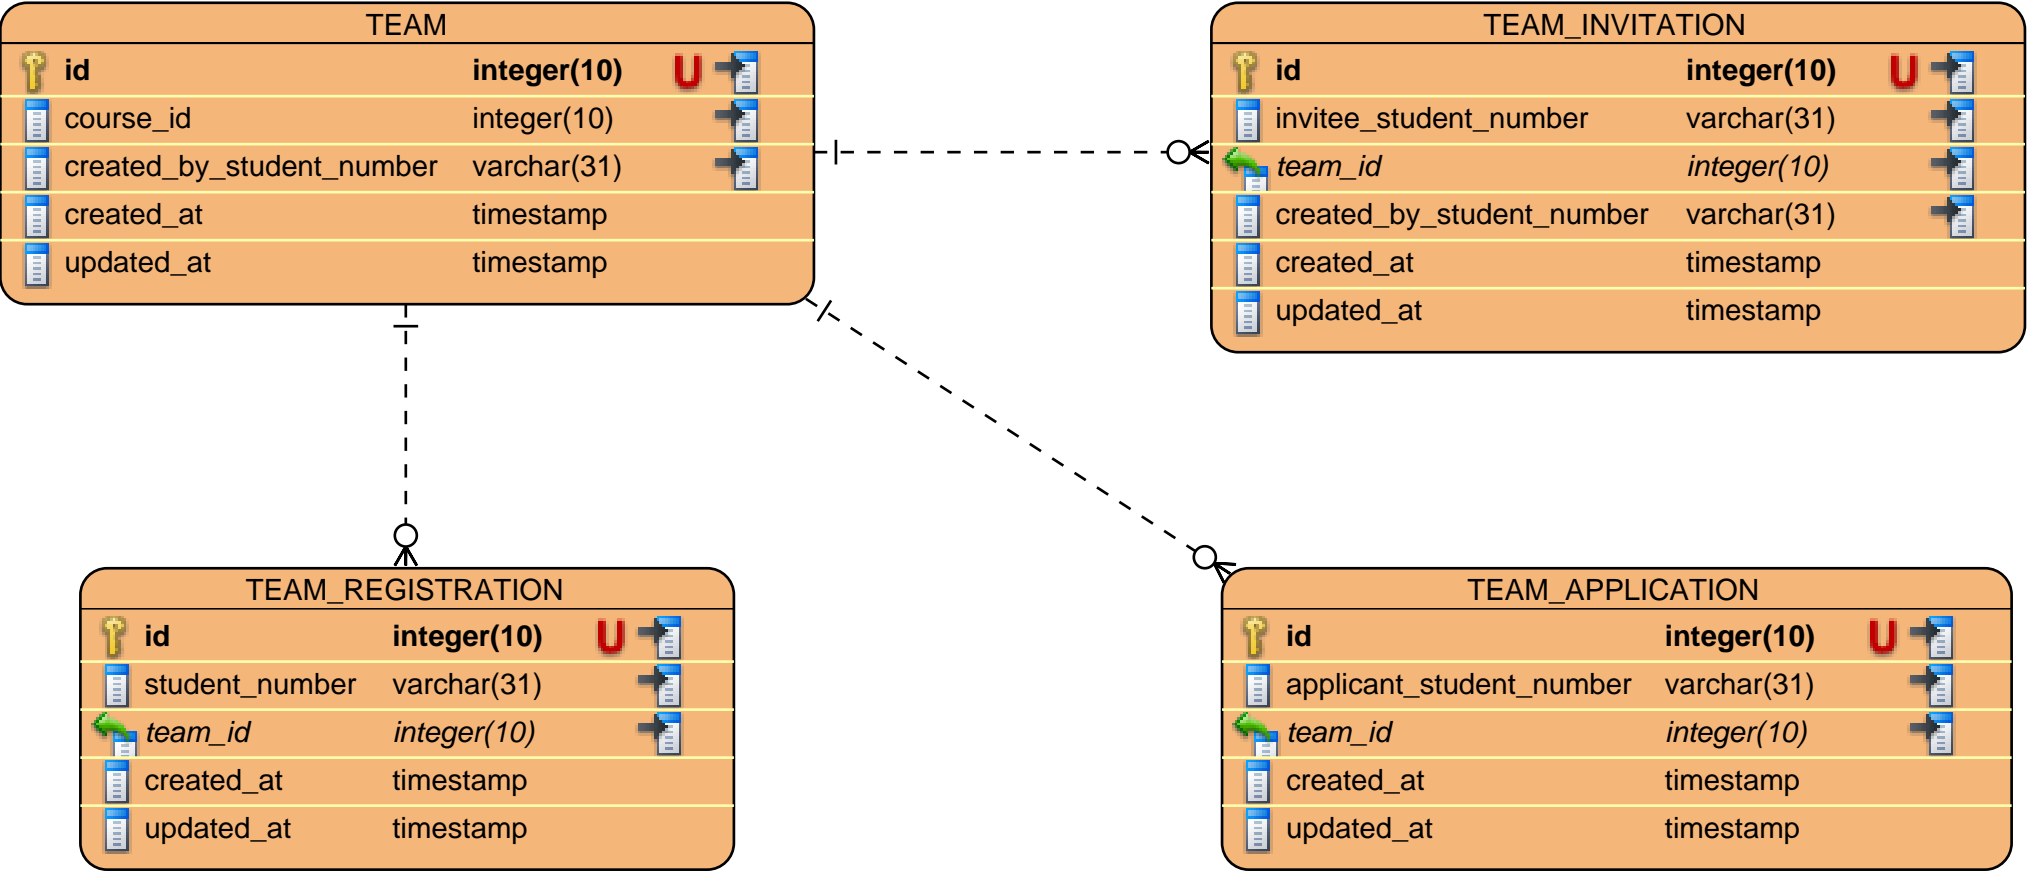 TEAM
id integer(10) U
course_id integer(10)
created_by_student_number varchar(31)
created_at timestamp
updated_at timestamp
TEAM_INVITATION
id integer(10) U
invitee_student_number varchar(31)
team_id integer(10)
created_by_student_number varchar(31)
created_at timestamp
updated_at timestamp
TEAM_REGISTRATION
id integer(10) U
student_number varchar(31)
team_id integer(10)
created_at timestamp
updated_at timestamp
TEAM_APPLICATION
id integer(10) U
applicant_student_number varchar(31)
team_id integer(10)
created_at timestamp
updated_at timestamp